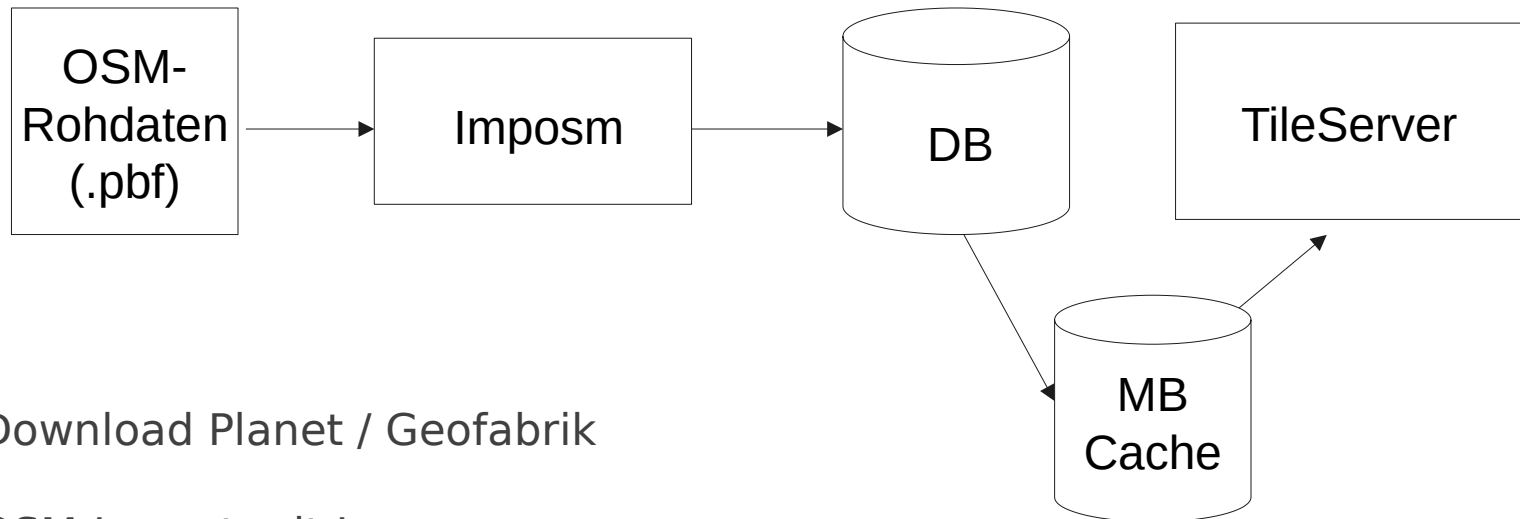 OSM-
Rohdaten
(.pbf)
Imposm
DB
TileServer
MB
Cache
Download Planet / Geofabrik